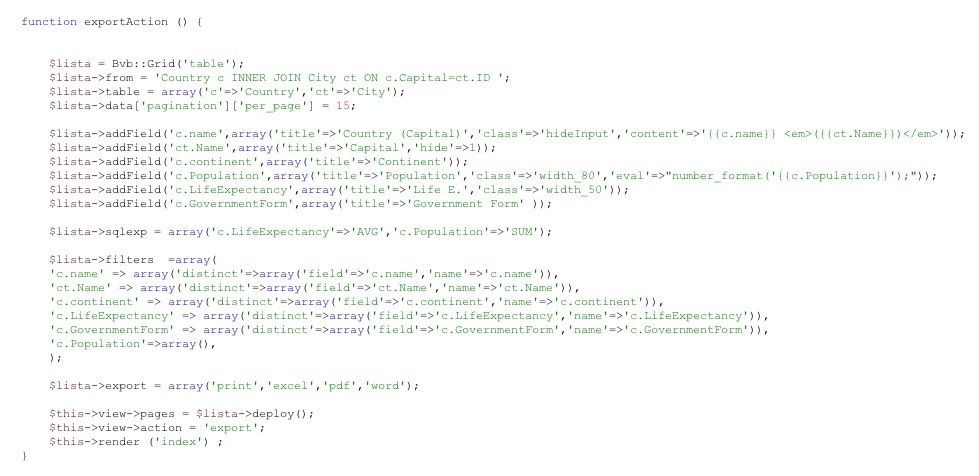 function exportAction () {
$lista = Bvb::Grid('table');
$lista->from = 'Country c INNER JOIN City ct ON c.Capital=ct.ID ';
$lista->table = array('c'=>'Country','ct'=>'City');
$lista->data['pagination']['per_page'] = 15;
$lista->addField('c.name',array('title'=>'Country (Capital)','class'=>'hideInput','content'=>'{{c.name}} <em>({{ct.Name}})</em>'));
$lista->addField('ct.Name',array('title'=>'Capital','hide'=>1));
$lista->addField('c.continent',array('title'=>'Continent'));
$lista->addField('c.Population',array('title'=>'Population','class'=>'width_80','eval'=>"number_format('{{c.Population}}');"));
$lista->addField('c.LifeExpectancy',array('title'=>'Life E.','class'=>'width_50'));
$lista->addField('c.GovernmentForm',array('title'=>'Government Form' ));
$lista->sqlexp = array('c.LifeExpectancy'=>'AVG','c.Population'=>'SUM');
$lista->filters  =array(
'c.name' => array('distinct'=>array('field'=>'c.name','name'=>'c.name')),
'ct.Name' => array('distinct'=>array('field'=>'ct.Name','name'=>'ct.Name')),
'c.continent' => array('distinct'=>array('field'=>'c.continent','name'=>'c.continent')),
'c.LifeExpectancy' => array('distinct'=>array('field'=>'c.LifeExpectancy','name'=>'c.LifeExpectancy')),
'c.GovernmentForm' => array('distinct'=>array('field'=>'c.GovernmentForm','name'=>'c.GovernmentForm')),
'c.Population'=>array(),
);
$lista->export = array('print','excel','pdf','word');
$this->view->pages = $lista->deploy();
$this->view->action = 'export';
$this->render ('index') ;
}